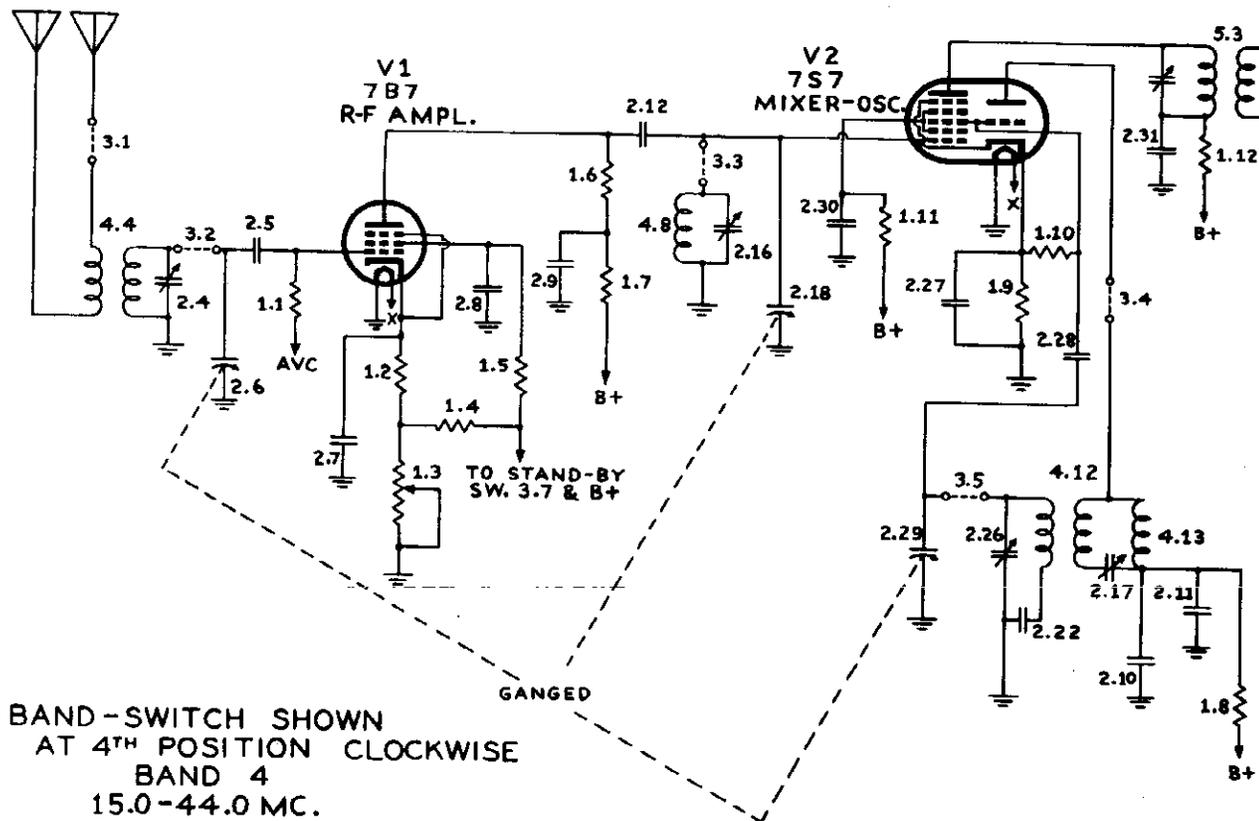 5.3
V1
7B7
R-F AMPL.
V2
7S7
MIXER-OSC.
2.12
3.1
2.31
1.12
3.3
1.6
4.4
3.2
2.5
2.30
1.11
X
B+
4.8
2.16
1.10
2.9
1.7
2.4
1.1
2.8
2.18
2.27
1.9
3.4
X
B+
AVC
2.28
2.6
1.2
1.5
B+
1.4
2.7
1.3
TO STAND-BY
SW. 3.7 & B+
3.5
4.12
2.29
2.26
4.13
2.17
2.11
2.22
2.10
1.8
GANGED
B+
BAND-SWITCH SHOWN
AT 4TH POSITION CLOCKWISE
BAND 4
15.0-44.0 MC.